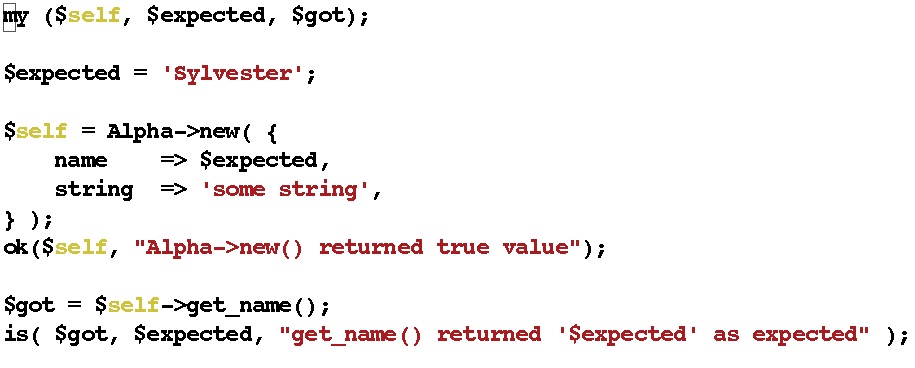 my ($self, $expected, $got);
$expected = 'Sylvester';
$self = Alpha->new( {
    name    => $expected,
    string  => 'some string',
} );
ok($self, "Alpha->new() returned true value");
$got = $self->get_name();
is( $got, $expected, "get_name() returned '$expected' as expected" );